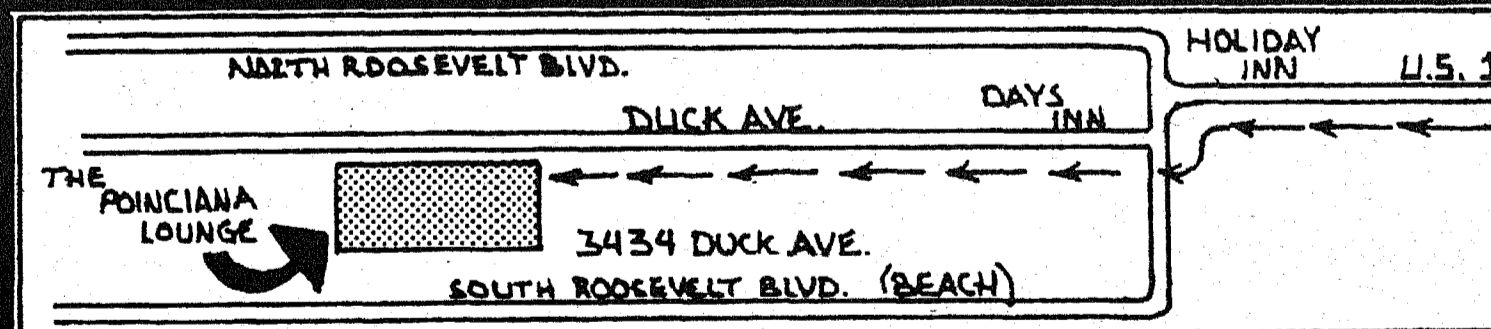 HOLIDAY
INN
U.S. 1
NORTH ROOSEVELT BLVD.
DAYS
INN
DUCK AVE.
THE
POINCIANA
LOUNGE
3434 DUCK AVE.
SOUTH ROOSEVELT BLVD. (BEACH)